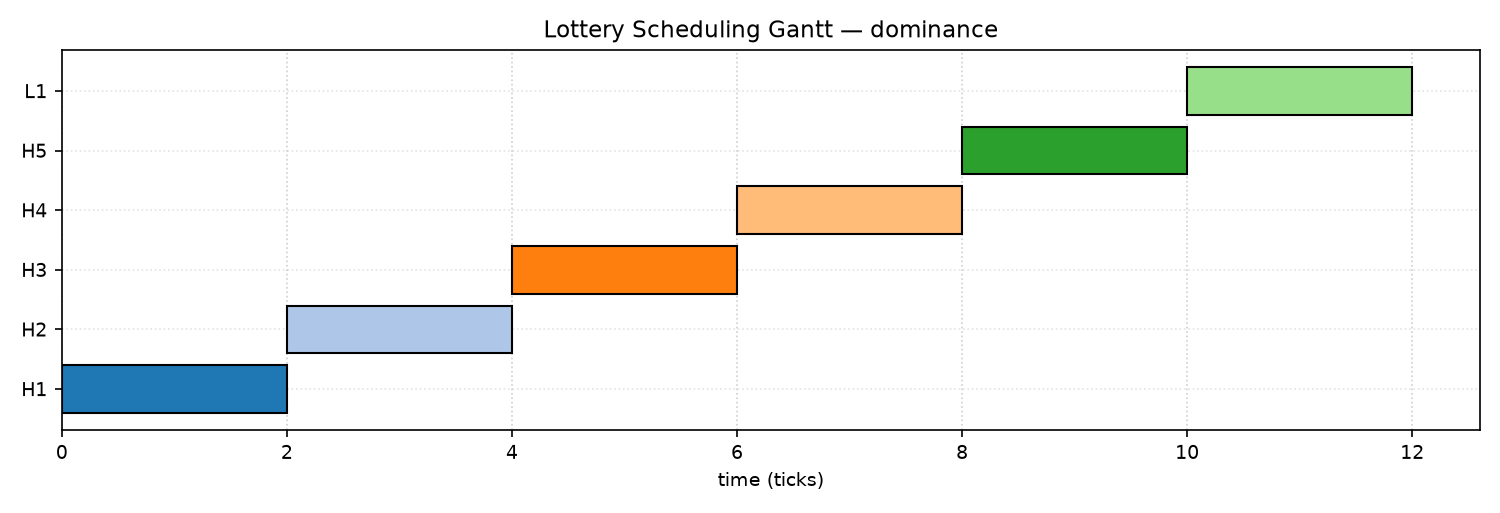 Lottery Scheduling Gantt — dominance
L1
H5
H4
H3
H2
H1
0 2 4 6 8 10 12
time (ticks)